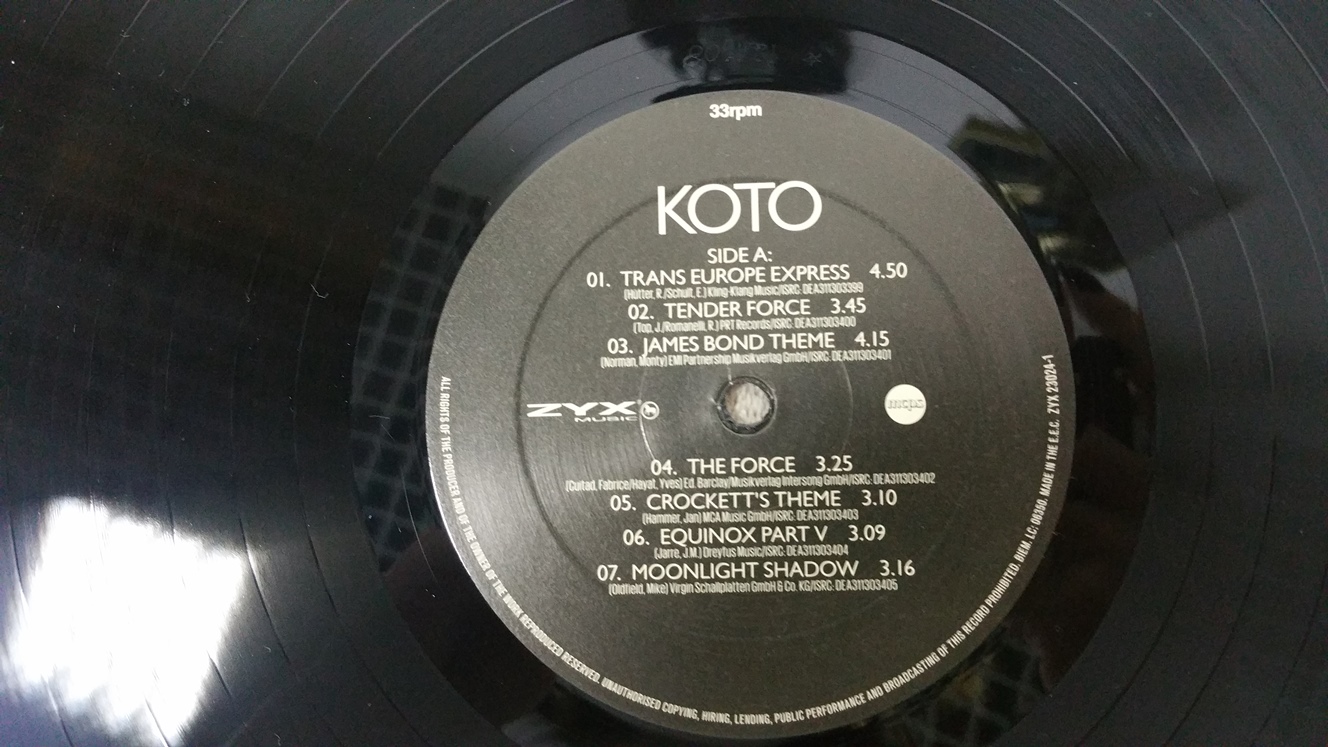 33rpm
KOTO
SIDE A:
01. TRANS EUROPE EXPRESS 4.50
(Hütter, R./Schult, E.) Kling-Klang Music/ISRC: DEA311303399
02. TENDER FORCE 3.45
(Top, J./Romanelli, R.) PRT Records/ISRC: DEA311303400
03. JAMES BOND THEME 4.15
(Norman, Monty) EMI Partnership Musikverlag GmbH/ISRC: DEA311303401
ZYX
MUSIC
mcps
04. THE FORCE 3.25
(Cuitad, Fabrice/Hayat, Yves) Ed. Barclay/Musikverlag Intersong GmbH/ISRC: DEA311303402
05. CROCKETT'S THEME 3.10
(Hammer, Jan) MCA Music GmbH/ISRC: DEA311303403
06. EQUINOX PART V 3.09
(Jarre, J.M.) Dreyfus Music/ISRC: DEA311303404
07. MOONLIGHT SHADOW 3.16
(Oldfield, Mike) Virgin Schallplatten GmbH & Co. KG/ISRC: DEA311303405
ALL RIGHTS OF THE PRODUCER AND OF THE OWNER OF THE WORK REPRODUCED RESERVED. UNAUTHORISED COPYING, HIRING, LENDING, PUBLIC PERFORMANCE AND BROADCASTING OF THIS RECORD PROHIBITED. BIEM. LC: 06350. MADE IN THE E.E.C. ZYX 23024-1